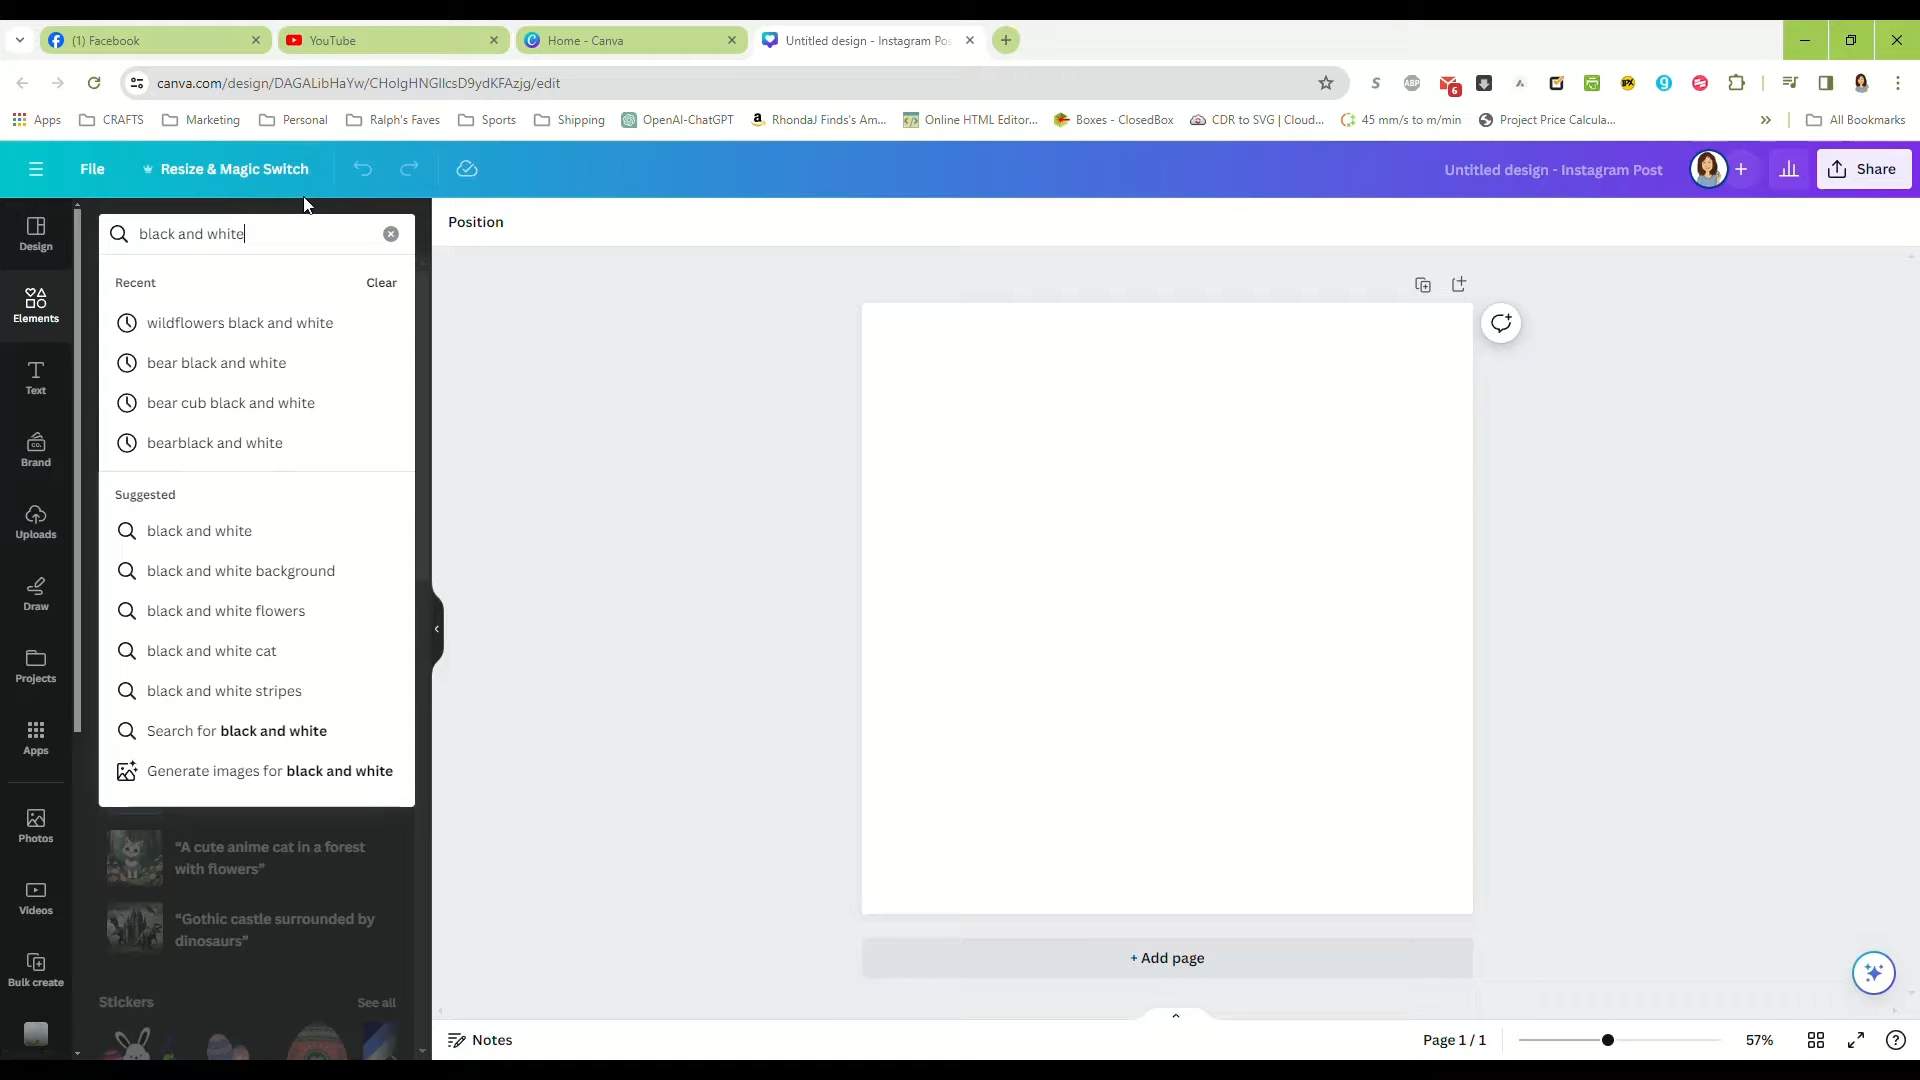 (1) Facebook
YouTube
Home - Canva
Untitled design - Instagram Pos
canva.com/design/DAGALibHaYw/CHolgHNGIlcsD9ydKFAzjg/edit
S
ABP
6
Apps
CRAFTS
Marketing
Personal
Ralph's Faves
Sports
Shipping
OpenAI-ChatGPT
RhondaJ Finds's Am...
Online HTML Editor...
Boxes - ClosedBox
CDR to SVG | Cloud...
45 mm/s to m/min
Project Price Calcula...
»
All Bookmarks
File
Resize & Magic Switch
Untitled design - Instagram Post
Share
Design
Elements
Text
Brand
Uploads
Draw
Projects
Apps
Photos
Videos
Bulk create
black and white
Recent
Clear
wildflowers black and white
bear black and white
bear cub black and white
bearblack and white
Suggested
black and white
black and white background
black and white flowers
black and white cat
black and white stripes
Search for black and white
Generate images for black and white
“A cute anime cat in a forest
with flowers”
“Gothic castle surrounded by
dinosaurs”
Stickers
See all
Position
+ Add page
Notes
Page 1 / 1
57%